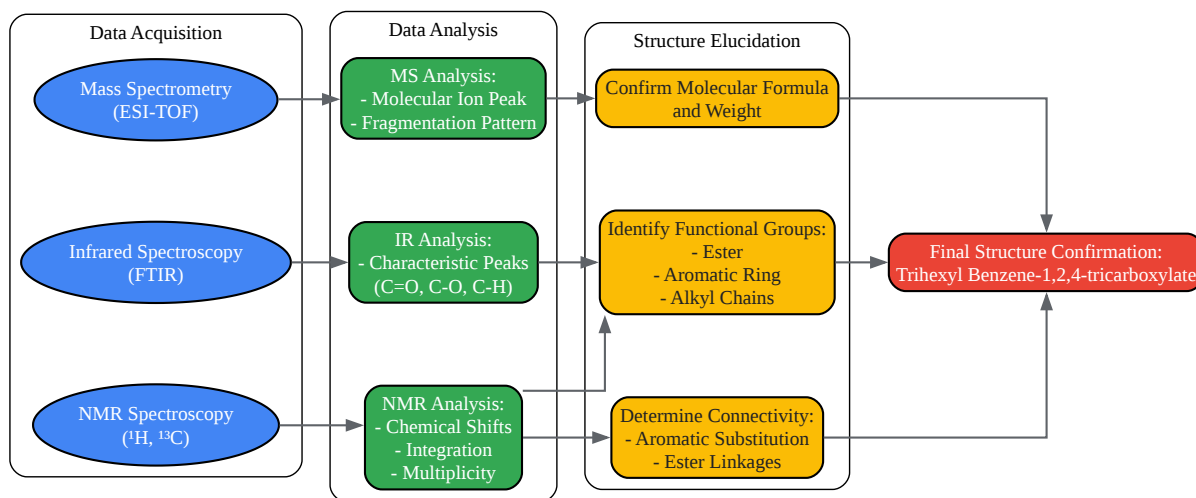 Data Acquisition
Mass Spectrometry
(ESI-TOF)
Infrared Spectroscopy
(FTIR)
NMR Spectroscopy
(¹H, ¹³C)
Data Analysis
MS Analysis:
- Molecular Ion Peak
- Fragmentation Pattern
IR Analysis:
- Characteristic Peaks
(C=O, C-O, C-H)
NMR Analysis:
- Chemical Shifts
- Integration
- Multiplicity
Structure Elucidation
Confirm Molecular Formula
and Weight
Identify Functional Groups:
- Ester
- Aromatic Ring
- Alkyl Chains
Determine Connectivity:
- Aromatic Substitution
- Ester Linkages
Final Structure Confirmation:
Trihexyl Benzene-1,2,4-tricarboxylate